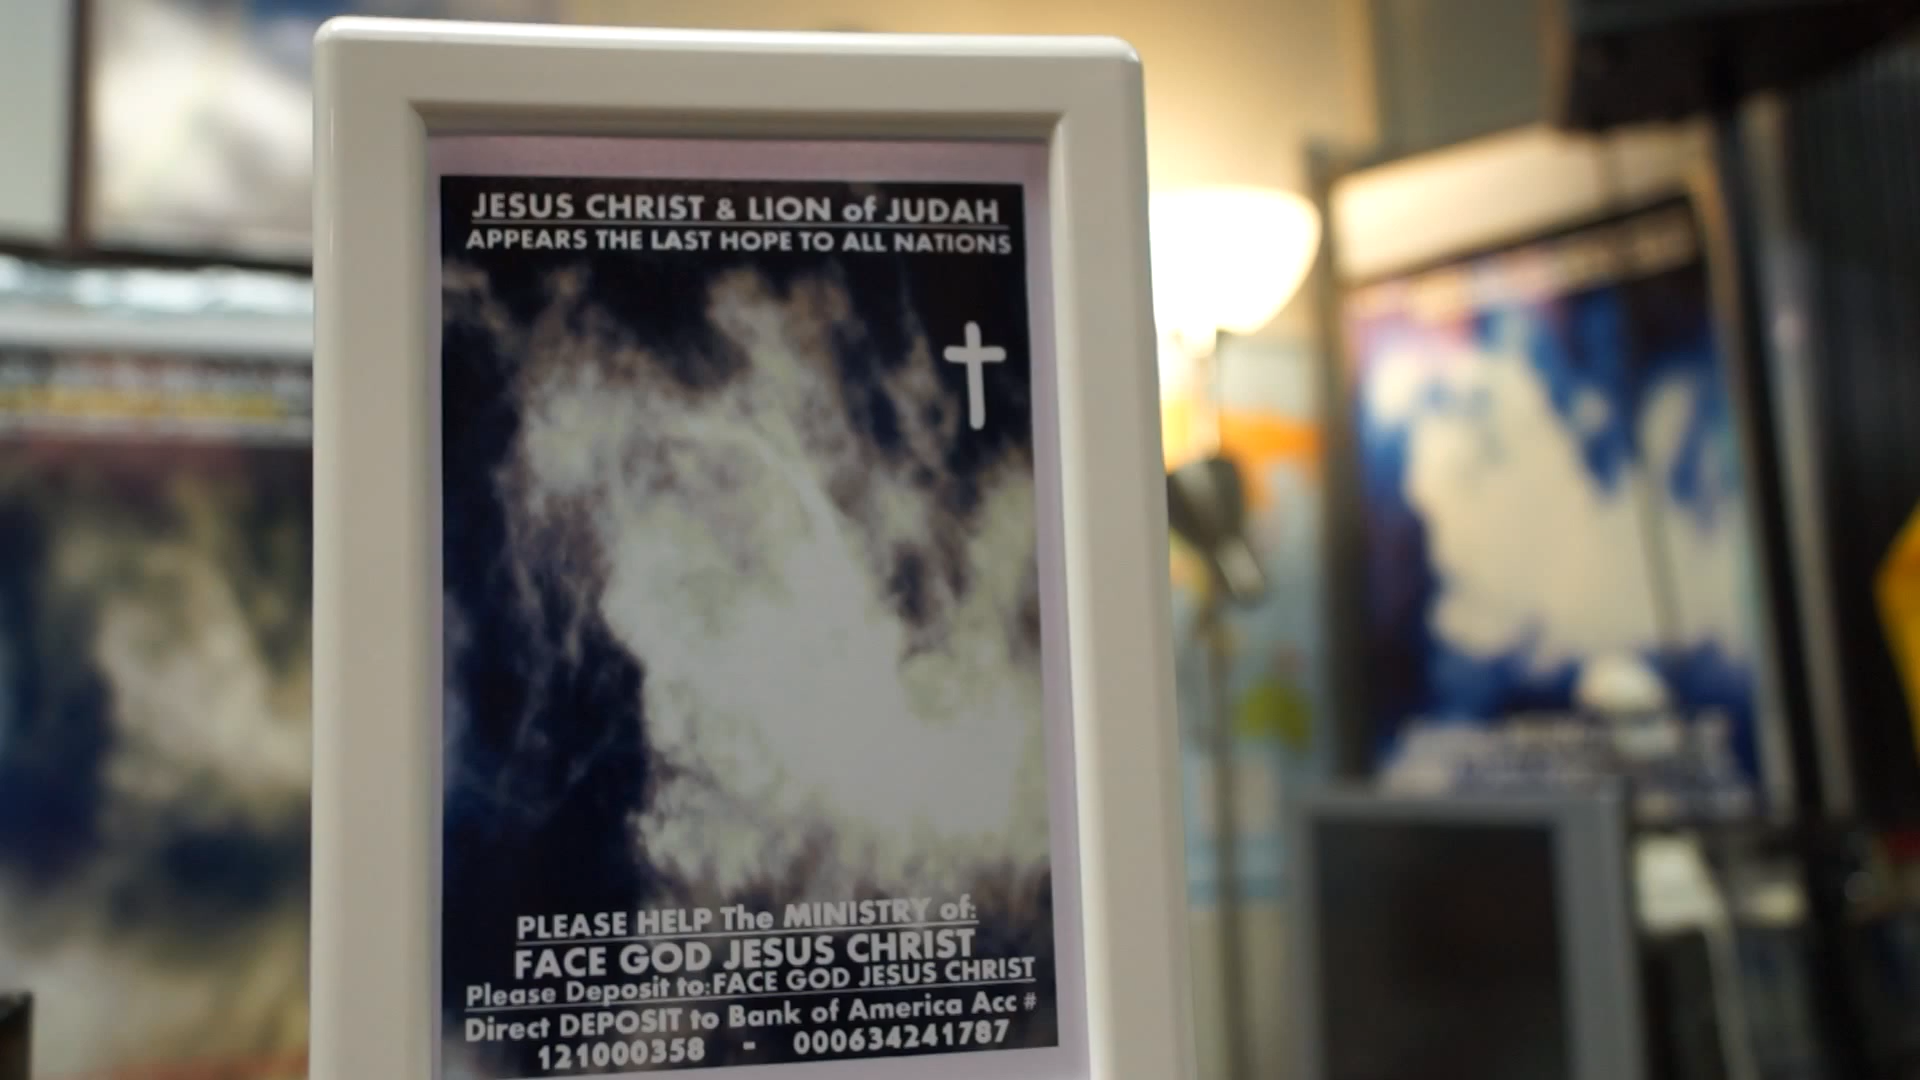 JESUS CHRIST & LION of JUDAH
APPEARS THE LAST HOPE TO ALL NATIONS
PLEASE HELP The MINISTRY of:
FACE GOD JESUS CHRIST
Please Deposit to:FACE GOD JESUS CHRIST
Direct DEPOSIT to Bank of America Acc #
121000358 - 000634241787